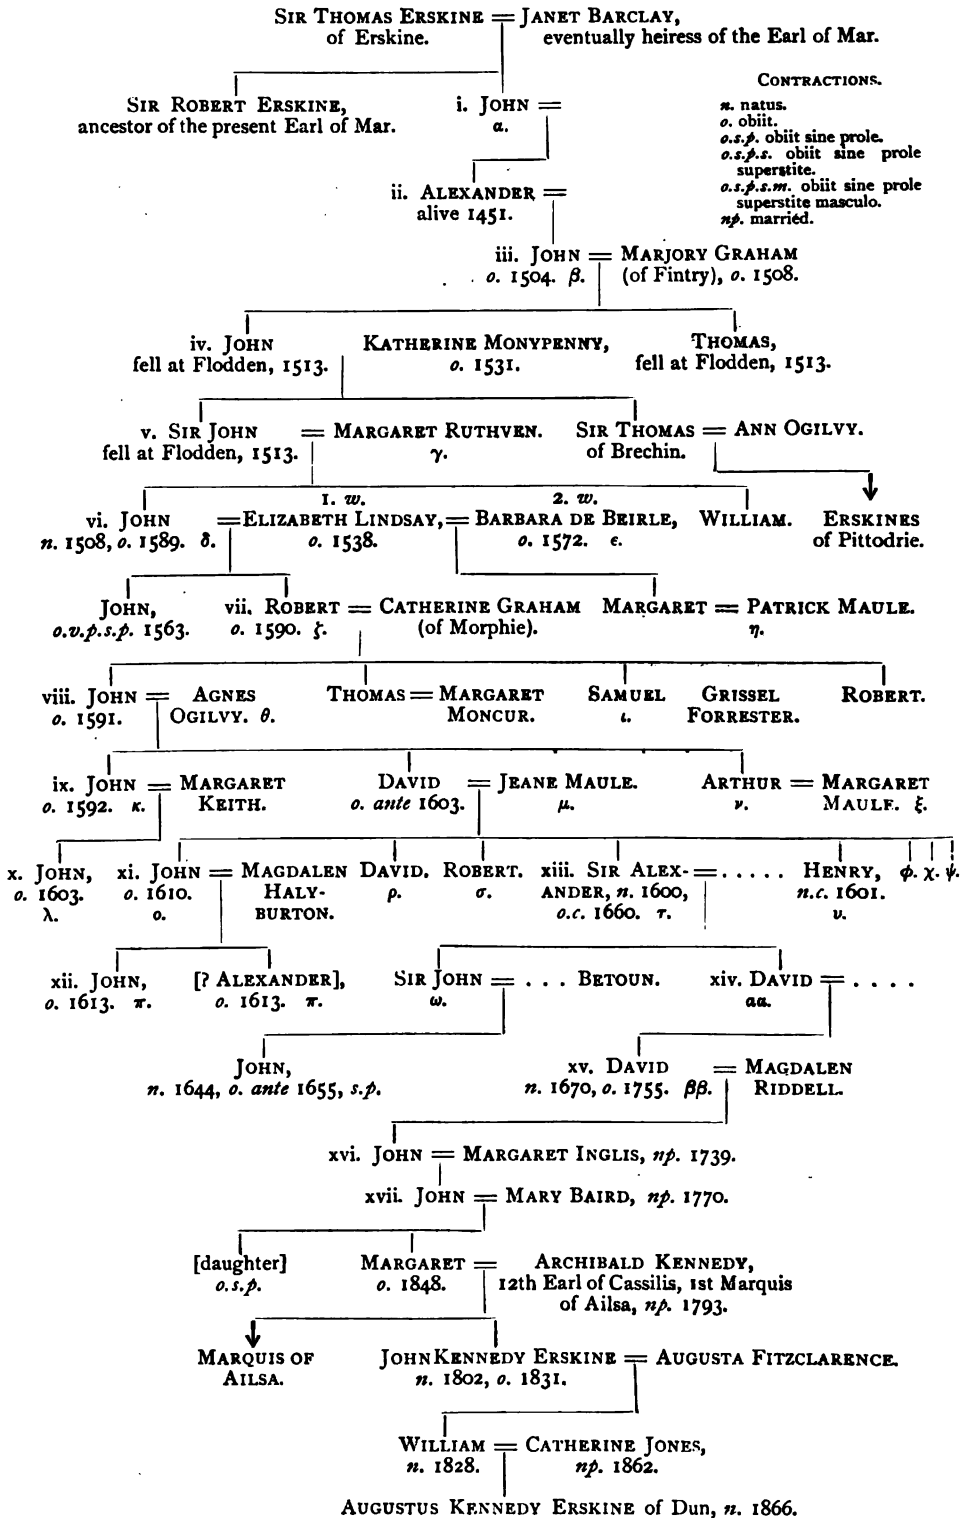 SIR THOMAS ERSKINE = JANET BARCLAY,
of Erskine. eventually heiress of the Earl of Mar.
CONTRACTIONS.
n. natus.
o. obiit.
o.s.p. obiit sine prole.
o.s.p.s. obiit sine prole
superstite.
o.s.p.s.m. obiit sine prole
superstite masculo.
np. married.
SIR ROBERT ERSKINE, i. JOHN =
ancestor of the present Earl of Mar. α.
ii. ALEXANDER =
alive 1451.
iii. JOHN = MARJORY GRAHAM
o. 1504. β. (of Fintry), o. 1508.
iv. JOHN KATHERINE MONYPENNY, THOMAS,
fell at Flodden, 1513. o. 1531. fell at Flodden, 1513.
v. SIR JOHN = MARGARET RUTHVEN. SIR THOMAS = ANN OGILVY.
fell at Flodden, 1513. γ. of Brechin.
1. w. 2. w.
vi. JOHN = ELIZABETH LINDSAY, = BARBARA DE BEIRLE, WILLIAM. ERSKINES
n. 1508, o. 1589. δ. o. 1538. o. 1572. ε. of Pittodrie.
JOHN, vii. ROBERT = CATHERINE GRAHAM MARGARET = PATRICK MAULE.
o.v.p.s.p. 1563. o. 1590. ζ. (of Morphie). η.
viii. JOHN = AGNES THOMAS = MARGARET SAMUEL GRISSEL ROBERT.
o. 1591. OGILVY. θ. MONCUR. ι. FORRESTER.
ix. JOHN = MARGARET DAVID = JEANE MAULE. ARTHUR = MARGARET
o. 1592. κ. KEITH. o. ante 1603. μ. ν. MAULE. ξ.
x. JOHN, xi. JOHN = MAGDALEN DAVID. ROBERT. xiii. SIR ALEX- = ..... HENRY, φ. χ. ψ.
o. 1603. o. 1610. HALY- ρ. σ. ANDER, n. 1600, n.c. 1601.
λ. ο. BURTON. o.c. 1660. τ. υ.
xii. JOHN, [? ALEXANDER], SIR JOHN = ... BETOUN. xiv. DAVID = ....
o. 1613. π. o. 1613. π. ω. αα.
JOHN, xv. DAVID = MAGDALEN
n. 1644, o. ante 1655, s.p. n. 1670, o. 1755. ββ. RIDDELL.
xvi. JOHN = MARGARET INGLIS, np. 1739.
xvii. JOHN = MARY BAIRD, np. 1770.
[daughter] MARGARET = ARCHIBALD KENNEDY,
o.s.p. o. 1848. 12th Earl of Cassilis, 1st Marquis
of Ailsa, np. 1793.
MARQUIS OF JOHN KENNEDY ERSKINE = AUGUSTA FITZCLARENCE.
AILSA. n. 1802, o. 1831.
WILLIAM = CATHERINE JONES,
n. 1828. np. 1862.
AUGUSTUS KENNEDY ERSKINE of Dun, n. 1866.